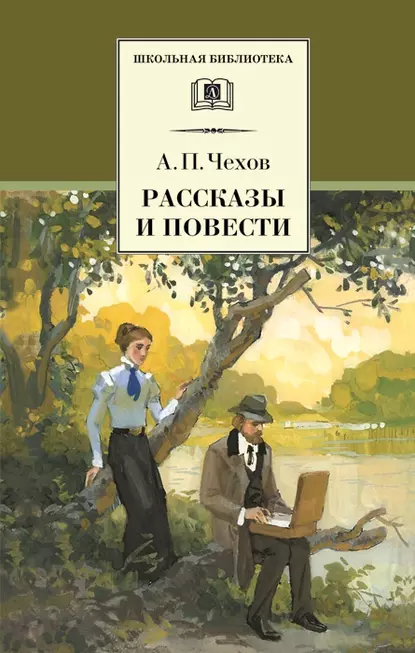 ШКОЛЬНАЯ БИБЛИОТЕКА
Д Л
А. П. Чехов
РАССКАЗЫ
И ПОВЕСТИ